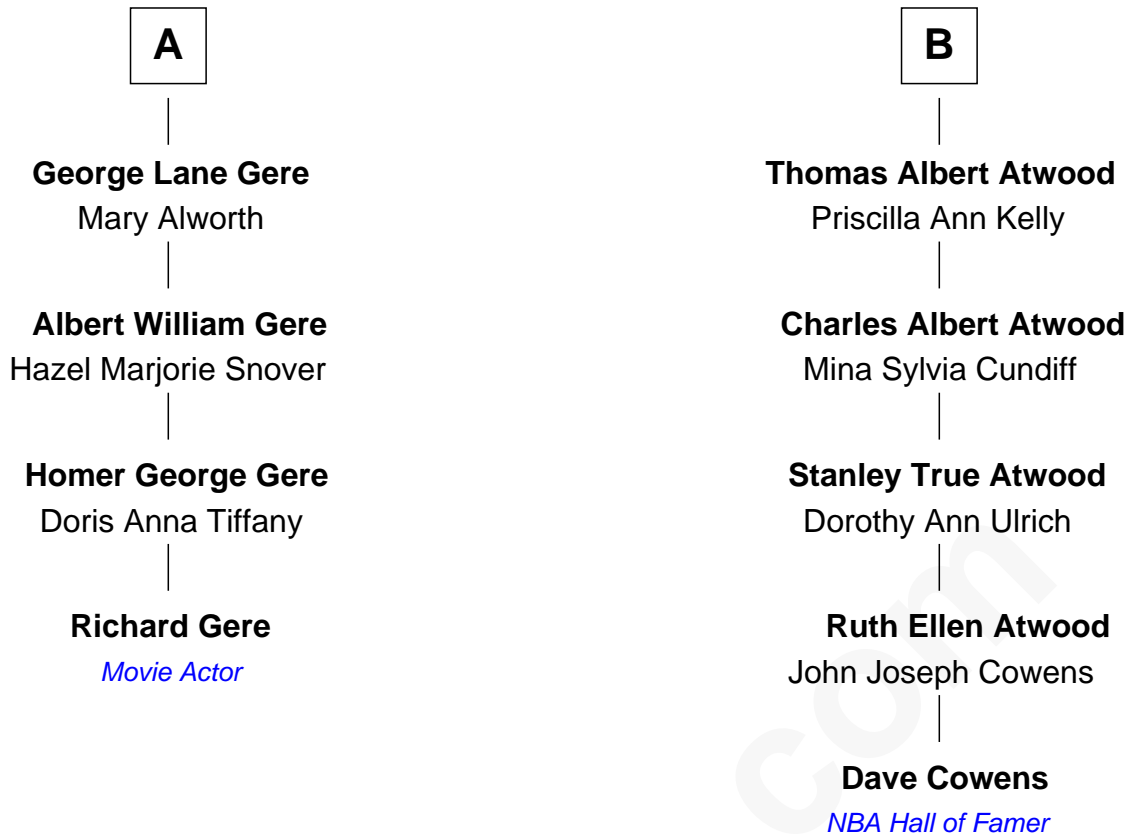 A
George Lane Gere
Mary Alworth
Albert William Gere
Hazel Marjorie Snover
Homer George Gere
Doris Anna Tiffany
Richard Gere
Movie Actor
B
Thomas Albert Atwood
Priscilla Ann Kelly
Charles Albert Atwood
Mina Sylvia Cundiff
Stanley True Atwood
Dorothy Ann Ulrich
Ruth Ellen Atwood
John Joseph Cowens
Dave Cowens
NBA Hall of Famer
com